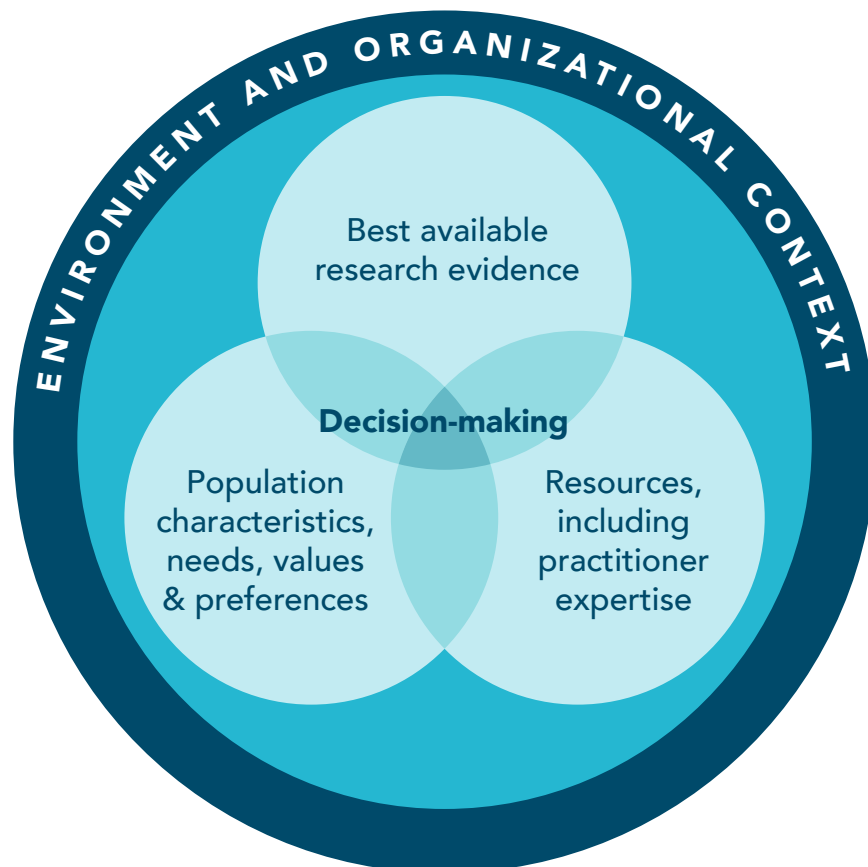 ENVIRONMENT AND ORGANIZATIONAL CONTEXT
Best available
research evidence
Decision-making
Population
characteristics,
needs, values
& preferences
Resources,
including
practitioner
expertise